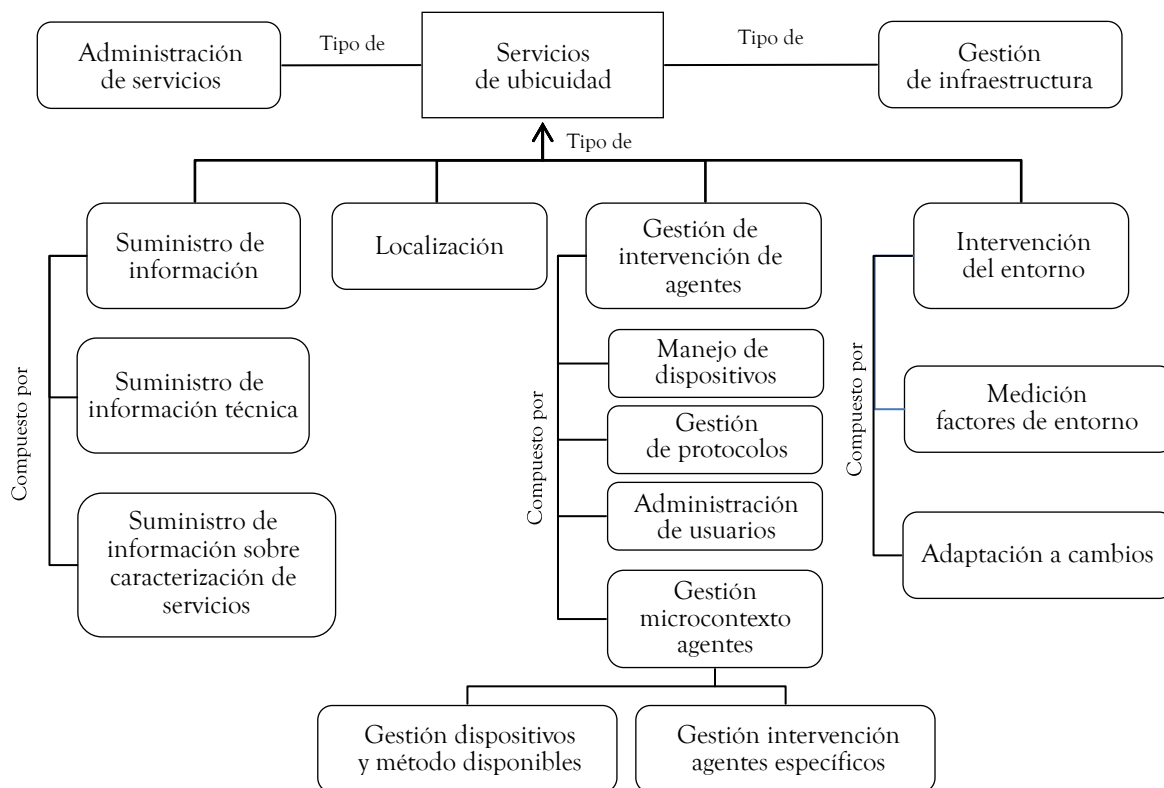 Administración
de servicios
Tipo de
Servicios
de ubicuidad
Tipo de
Gestión
de infraestructura
Tipo de
Suministro de
información
Localización
Gestión de
intervención de
agentes
Intervención
del entorno
Compuesto por
Suministro de
información técnica
Suministro de
información sobre
caracterización de
servicios
Compuesto por
Manejo de
dispositivos
Gestión
de protocolos
Administración
de usuarios
Gestión
microcontexto
agentes
Compuesto por
Medición
factores de entorno
Adaptación a cambios
Gestión dispositivos
y método disponibles
Gestión intervención
agentes específicos